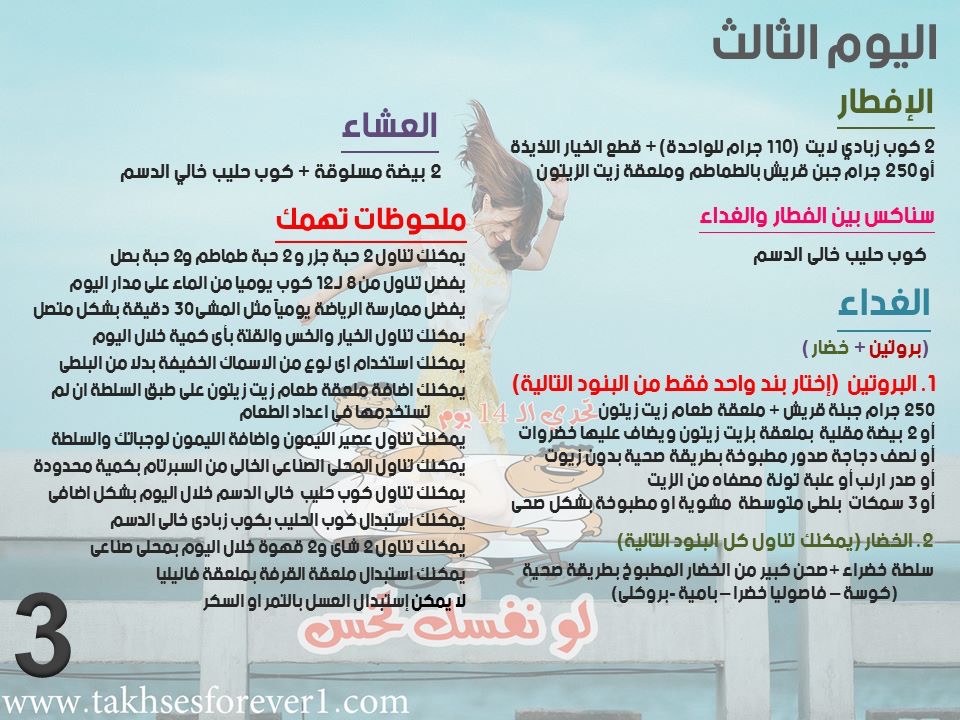 اليوم الثالث
الإفطار
2 كوب زبادي لايت (110 جرام للواحدة) + قطع الخيار اللذيذة
أو 250 جرام جبن قريش بالطماطم وملعقة زيت الزيتون
سناكس بين الفطار والغداء
كوب حليب خالى الدسم
الغداء
(بروتين + خضار)
1. البروتين (إختار بند واحد فقط من البنود التالية)
250 جرام جبنة قريش + ملعقة طعام زيت زيتون
أو 2 بيضة مقلية بملعقة بزيت زيتون ويضاف عليها خضروات
أو نصف دجاجة صدور مطبوخة بطريقة صحية بدون زيوت
أو صدر ارنب أو علبة تونة مصفاه من الزيت
أو 3 سمكات بلطى متوسطة مشوية او مطبوخة بشكل صحى
2. الخضار (يمكنك تناول كل البنود التالية)
سلطة خضراء + صحن كبير من الخضار المطبوخ بطريقة صحية
(كوسة – فاصوليا خضرا – بامية -بروكلى)
العشاء
2 بيضة مسلوقة + كوب حليب خالي الدسم
ملحوظات تهمك
يمكنك تناول 2 حبة جزر و 2 حبة طماطم و2 حبة بصل
يفضل تناول من 8 لـ 12 كوب يوميا من الماء على مدار اليوم
يفضل ممارسة الرياضة يومياً مثل المشى 30 دقيقة بشكل متصل
يمكنك تناول الخيار والخس والقتة بأى كمية خلال اليوم
يمكنك استخدام اى نوع من الاسماك الخفيفة بدلا من البلطى
يمكنك اضافة ملعقة طعام زيت زيتون على طبق السلطة ان لم
تستخدمها فى اعداد الطعام
يمكنك تناول عصير الليمون واضافة الليمون لوجباتك والسلطة
يمكنك تناول المحلى الصناعى الخالى من السبرتام بكمية محدودة
يمكنك تناول كوب حليب خالى الدسم خلال اليوم بشكل اضافى
يمكنك استبدال كوب الحليب بكوب زبادى خالى الدسم
يمكنك تناول 2 شاى و2 قهوة خلال اليوم بمحلى صناعى
يمكنك استبدال ملعقة القرفة بملعقة فانيليا
لا يمكن إستبدال العسل بالتمر او السكر
تحدى الـ 14 يوم
لو نفسك تخس
3
www.takhsesforever1.com